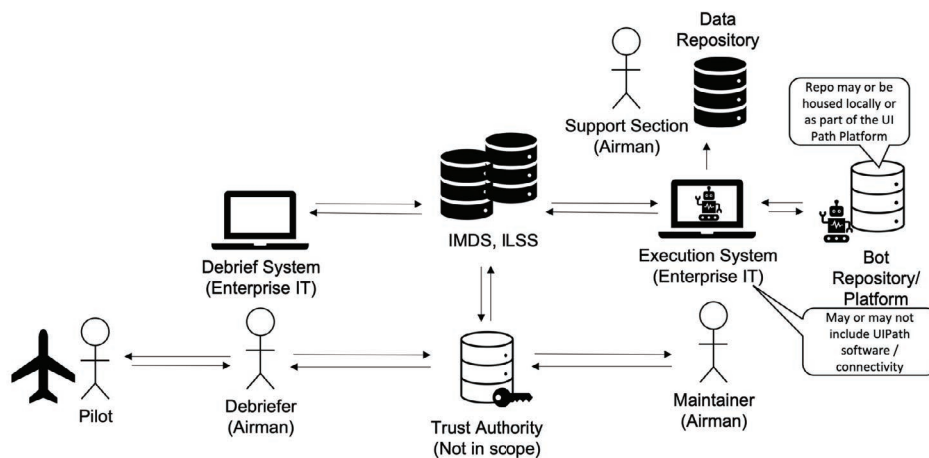 Data
Repository
Repo may or be
housed locally or
as part of the UI
Path Platform
Support Section
(Airman)
IMDS, ILSS
Debrief System
(Enterprise IT)
Execution System
(Enterprise IT)
Bot
Repository/
Platform
May or may not
include UIPath
software /
connectivity
Pilot
Debriefer
(Airman)
Trust Authority
(Not in scope)
Maintainer
(Airman)